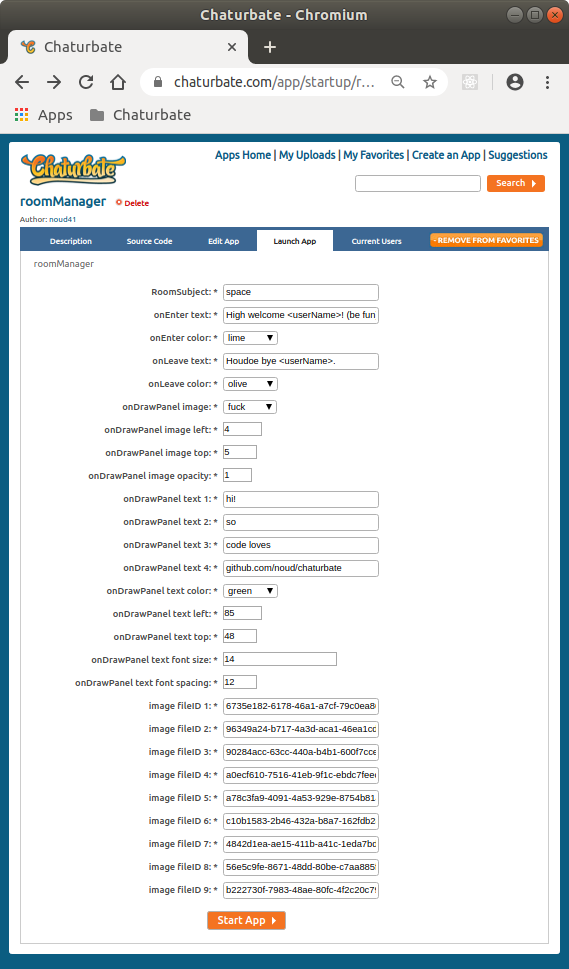 Chaturbate - Chromium
Chaturbate
chaturbate.com/app/startup/r…
Apps Chaturbate
Chaturbate
Apps Home | My Uploads | My Favorites | Create an App | Suggestions
Search
roomManager Delete
Author: noud41
Description Source Code Edit App Launch App Current Users - REMOVE FROM FAVORITES
roomManager
RoomSubject: * space
onEnter text: * High welcome <userName>! (be fun
onEnter color: * lime
onLeave text: * Houdoe bye <userName>.
onLeave color: * olive
onDrawPanel image: * fuck
onDrawPanel image left: * 4
onDrawPanel image top: * 5
onDrawPanel image opacity: * 1
onDrawPanel text 1: * hi!
onDrawPanel text 2: * so
onDrawPanel text 3: * code loves
onDrawPanel text 4: * github.com/noud/chaturbate
onDrawPanel text color: * green
onDrawPanel text left: * 85
onDrawPanel text top: * 48
onDrawPanel text font size: * 14
onDrawPanel text font spacing: * 12
image fileID 1: * 6735e182-6178-46a1-a7cf-79c0ea8
image fileID 2: * 96349a24-b717-4a3d-aca1-46ea1cc
image fileID 3: * 90284acc-63cc-440a-b4b1-600f7cce
image fileID 4: * a0ecf610-7516-41eb-9f1c-ebdc7feec
image fileID 5: * a78c3fa9-4091-4a53-929e-8754b81
image fileID 6: * c10b1583-2b46-432a-b8a7-162fdb2
image fileID 7: * 4842d1ea-ae15-411b-a41c-1eda7bc
image fileID 8: * 56e5c9fe-8671-48dd-80be-c7aa885
image fileID 9: * b222730f-7983-48ae-80fc-4f2c20c79
Start App